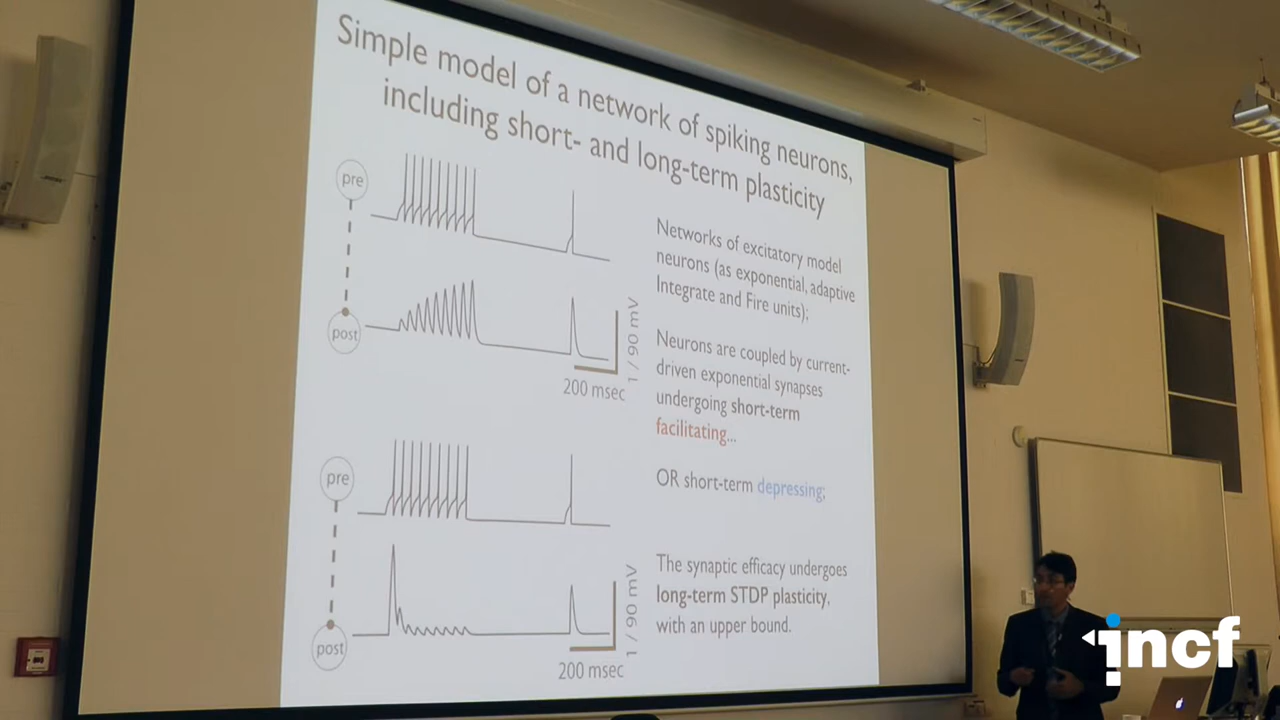 Simple model of a network of spiking neurons,
including short- and long-term plasticity
pre
post
1 / 90 mV
200 msec
Networks of excitatory model
neurons (as exponential, adaptive
Integrate and Fire units);
Neurons are coupled by current-
driven exponential synapses
undergoing short-term
facilitating...
OR short-term depressing;
pre
post
1 / 90 mV
200 msec
The synaptic efficacy undergoes
long-term STDP plasticity,
with an upper bound.
incf